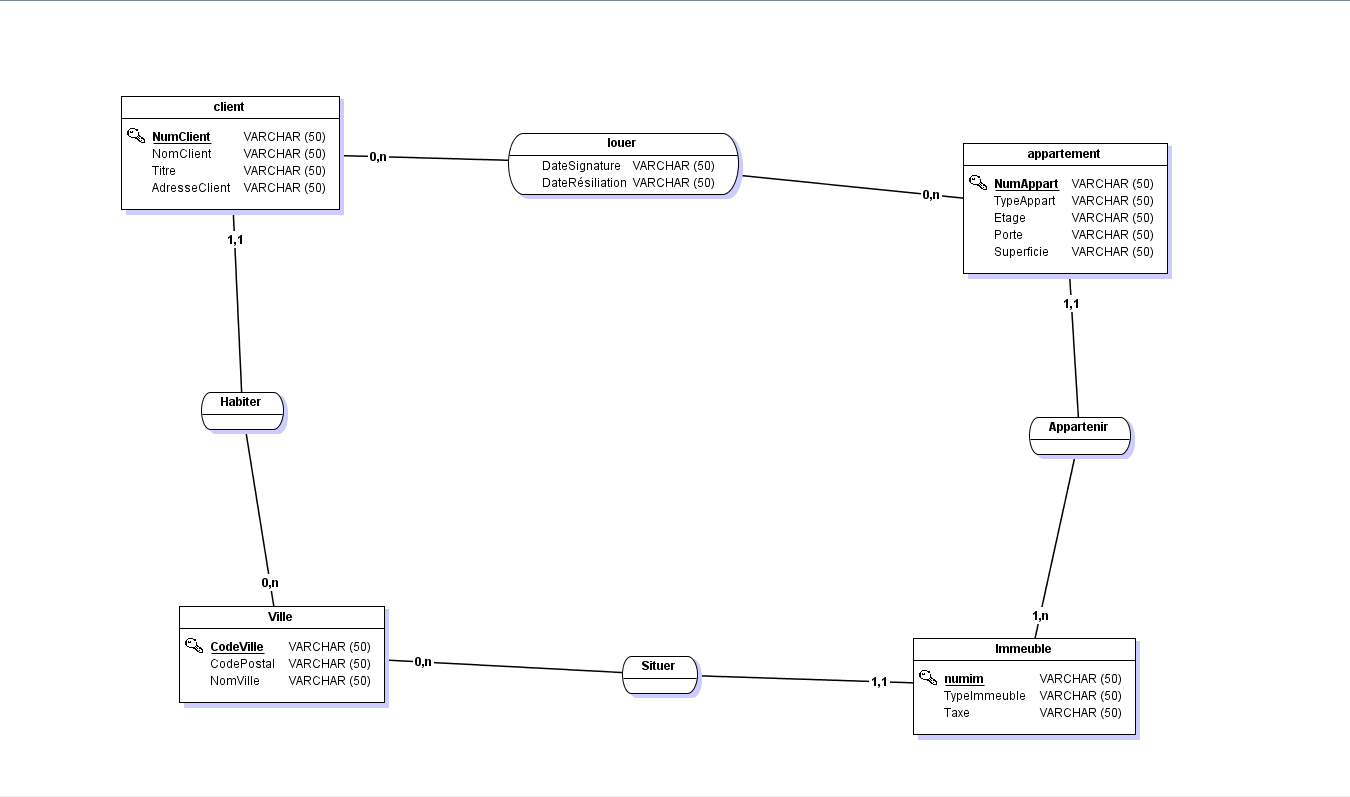 client
NumClient VARCHAR (50)
NomClient VARCHAR (50)
Titre VARCHAR (50)
AdresseClient VARCHAR (50)
0,n
louer
DateSignature VARCHAR (50)
DateRésiliation VARCHAR (50)
0,n
appartement
NumAppart VARCHAR (50)
TypeAppart VARCHAR (50)
Etage VARCHAR (50)
Porte VARCHAR (50)
Superficie VARCHAR (50)
1,1
1,1
Habiter
Appartenir
0,n
1,n
Ville
CodeVille VARCHAR (50)
CodePostal VARCHAR (50)
NomVille VARCHAR (50)
0,n
Situer
1,1
Immeuble
numim VARCHAR (50)
TypeImmeuble VARCHAR (50)
Taxe VARCHAR (50)